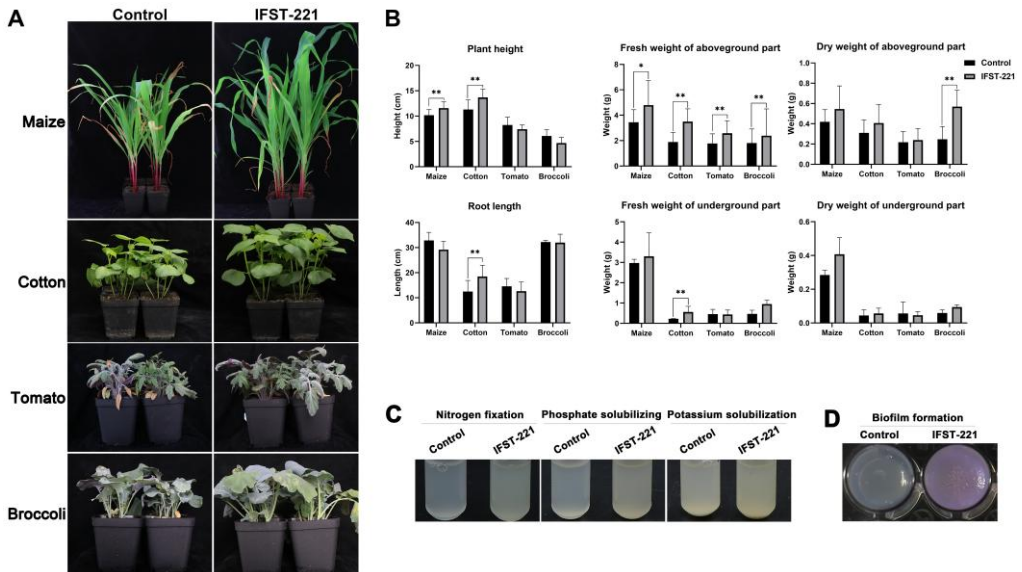 A
Control
IFST-221
Maize
Cotton
Tomato
Broccoli
B
Plant height
Height (cm)
20
15
10
5
0
**
**
Maize
Cotton
Tomato
Broccoli
Fresh weight of aboveground part
Weight (g)
8
6
4
2
0
*
**
**
**
Maize
Cotton
Tomato
Broccoli
Dry weight of aboveground part
Weight (g)
1.0
0.8
0.6
0.4
0.2
0.0
**
Maize
Cotton
Tomato
Broccoli
Control
IFST-221
Root length
Length (cm)
40
30
20
10
0
**
Maize
Cotton
Tomato
Broccoli
Fresh weight of underground part
Weight (g)
5
4
3
2
1
0
**
Maize
Cotton
Tomato
Broccoli
Dry weight of underground part
Weight (g)
0.6
0.4
0.2
0.0
Maize
Cotton
Tomato
Broccoli
C
Nitrogen fixation
Phosphate solubilizing
Potassium solubilization
Control
IFST-221
Control
IFST-221
Control
IFST-221
D
Biofilm formation
Control
IFST-221